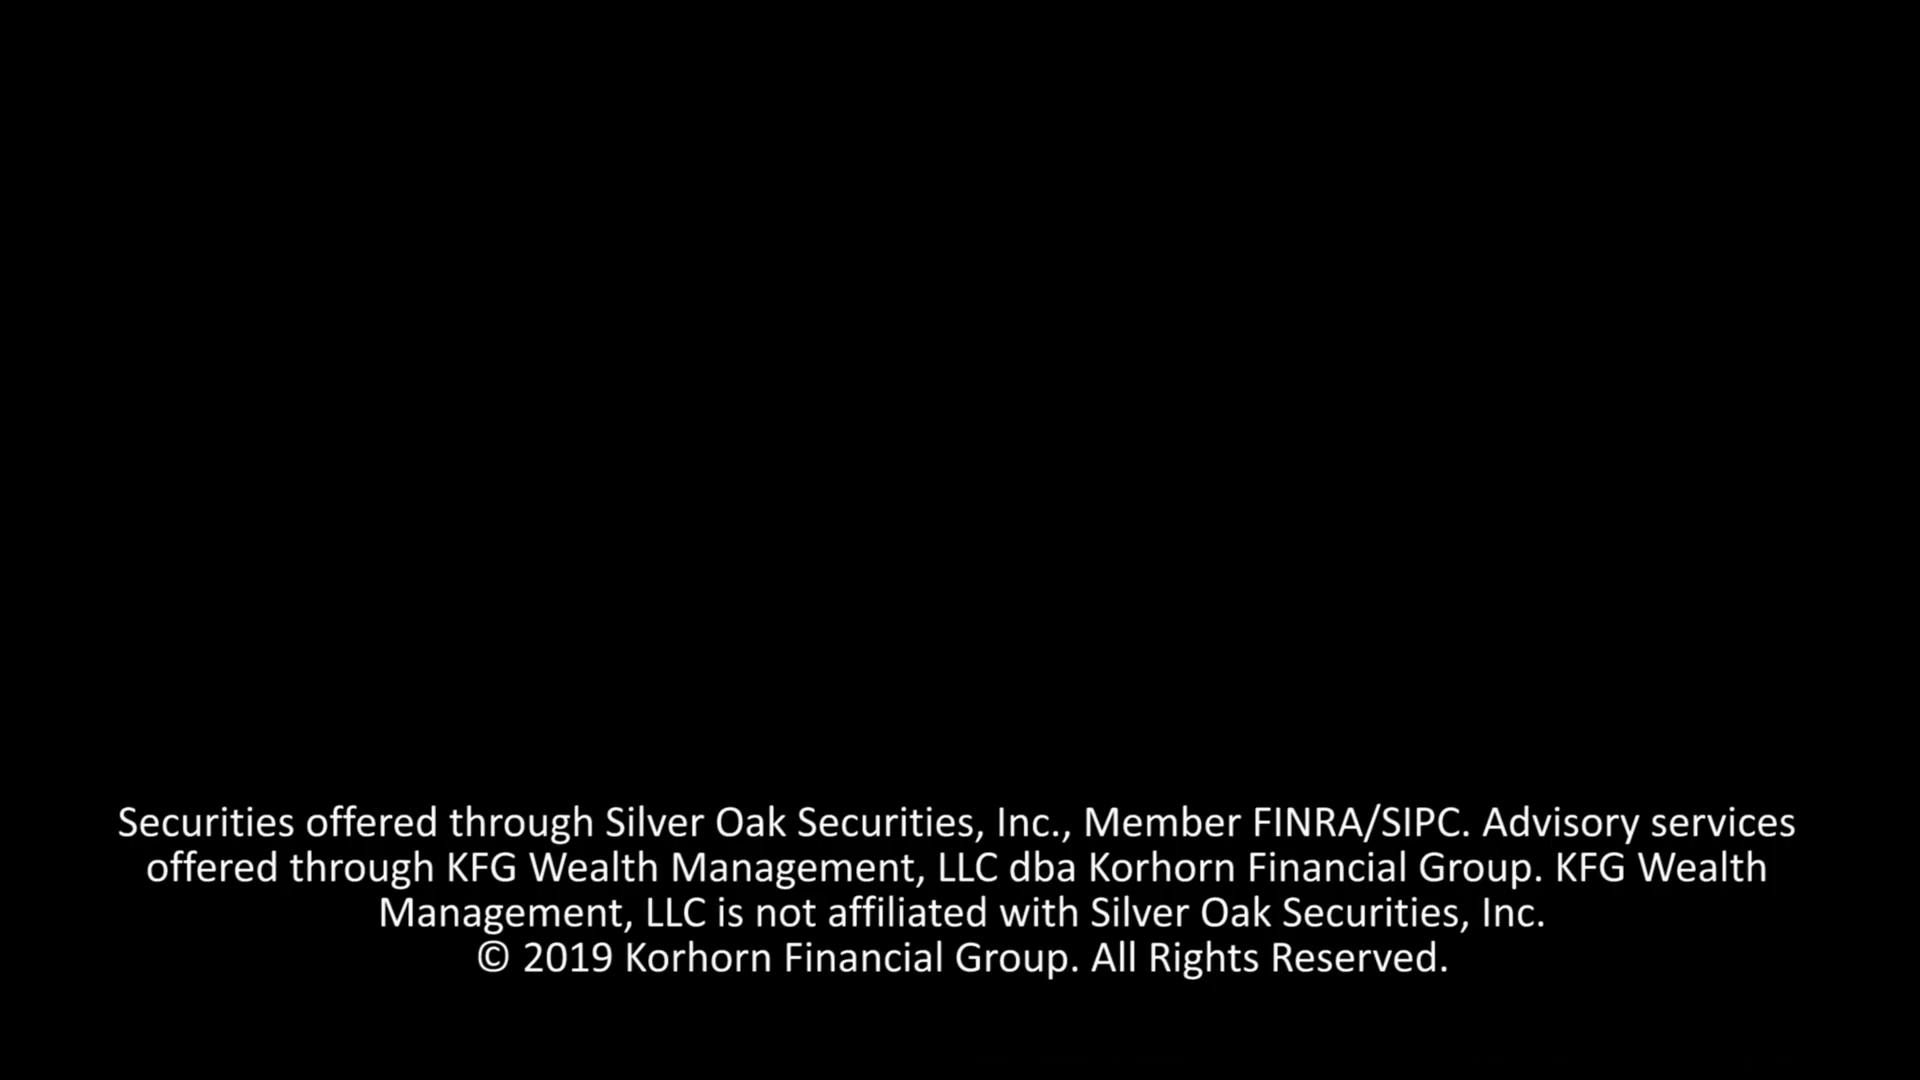 Securities offered through Silver Oak Securities, Inc., Member FINRA/SIPC. Advisory services
offered through KFG Wealth Management, LLC dba Korhorn Financial Group. KFG Wealth
Management, LLC is not affiliated with Silver Oak Securities, Inc.
© 2019 Korhorn Financial Group. All Rights Reserved.